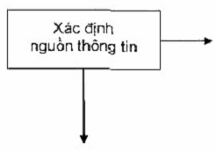 Xác định
nguồn thông tin